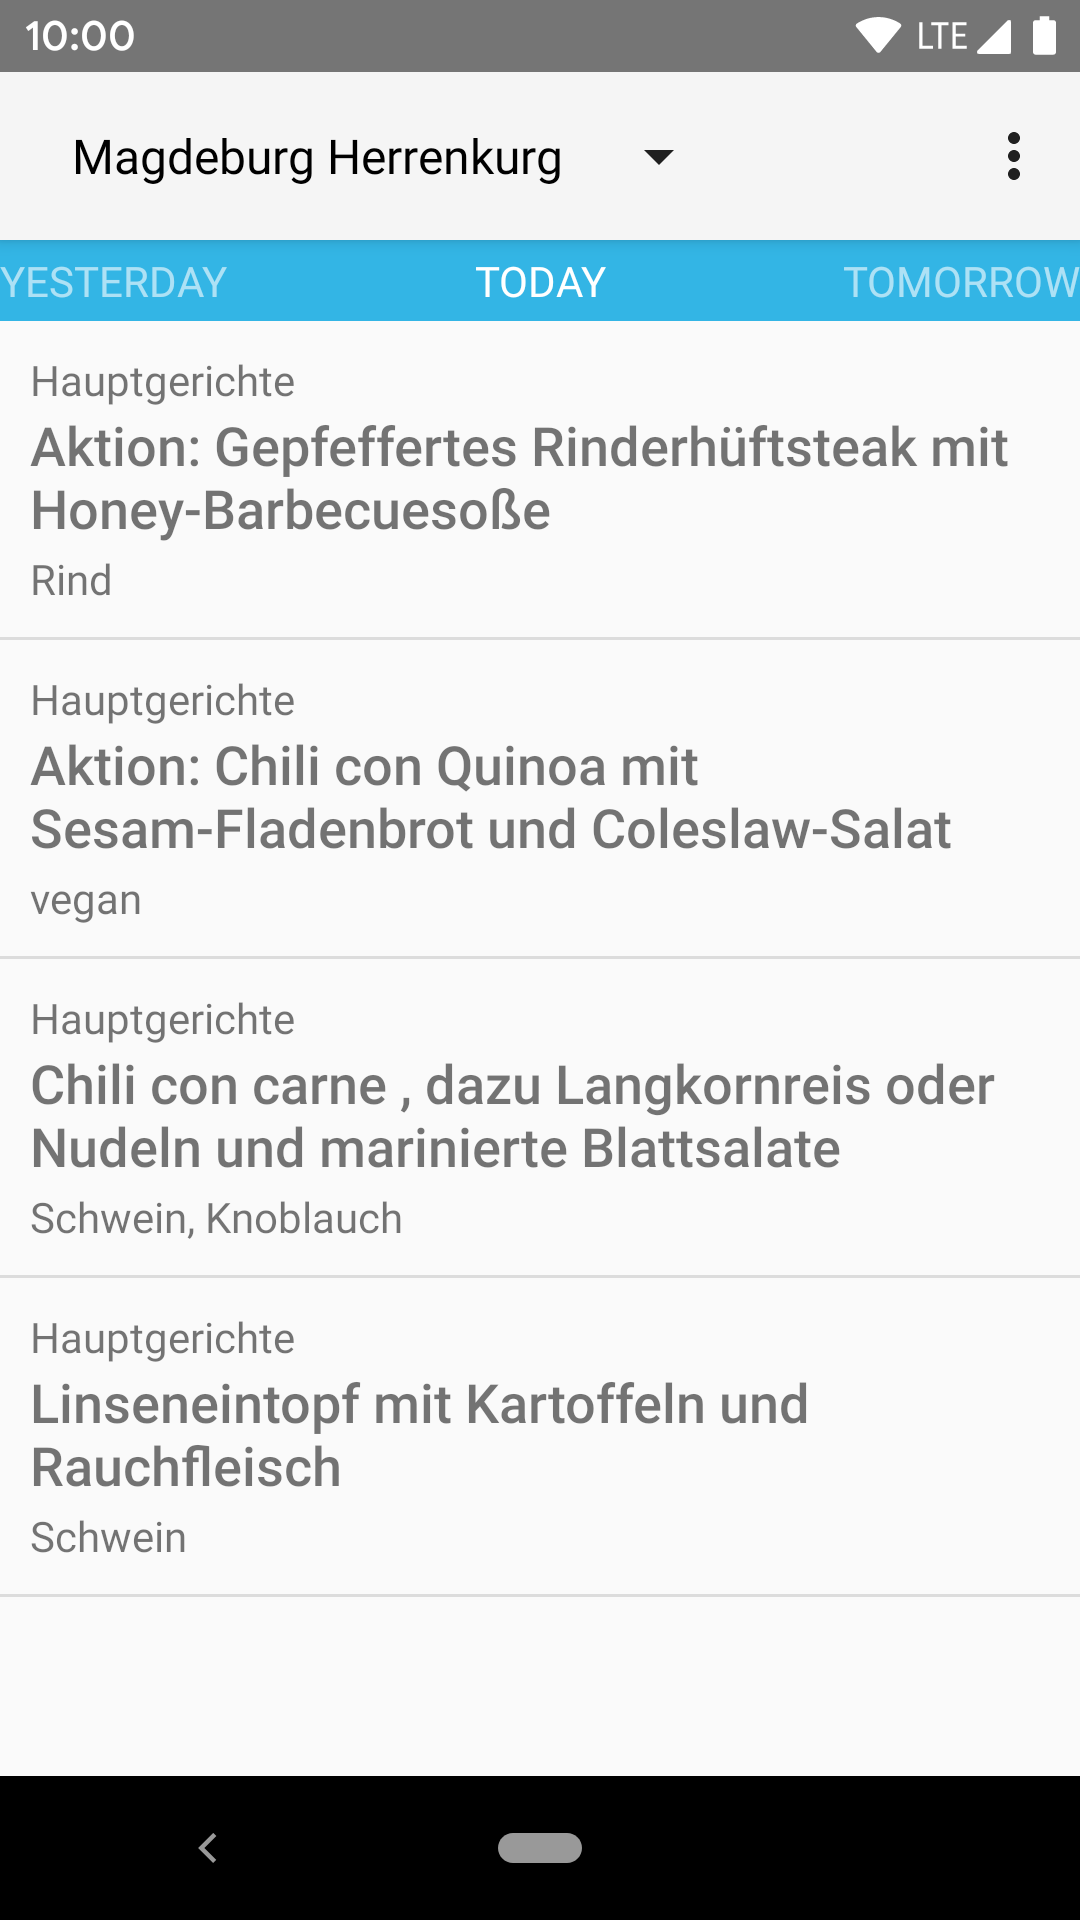 10:00
LTE
Magdeburg Herrenkurg
YESTERDAY
TODAY
TOMORROW
Hauptgerichte
Aktion: Gepfeffertes Rinderhüftsteak mit
Honey-Barbecuesoße
Rind
Hauptgerichte
Aktion: Chili con Quinoa mit
Sesam-Fladenbrot und Coleslaw-Salat
vegan
Hauptgerichte
Chili con carne , dazu Langkornreis oder
Nudeln und marinierte Blattsalate
Schwein, Knoblauch
Hauptgerichte
Linseneintopf mit Kartoffeln und
Rauchfleisch
Schwein